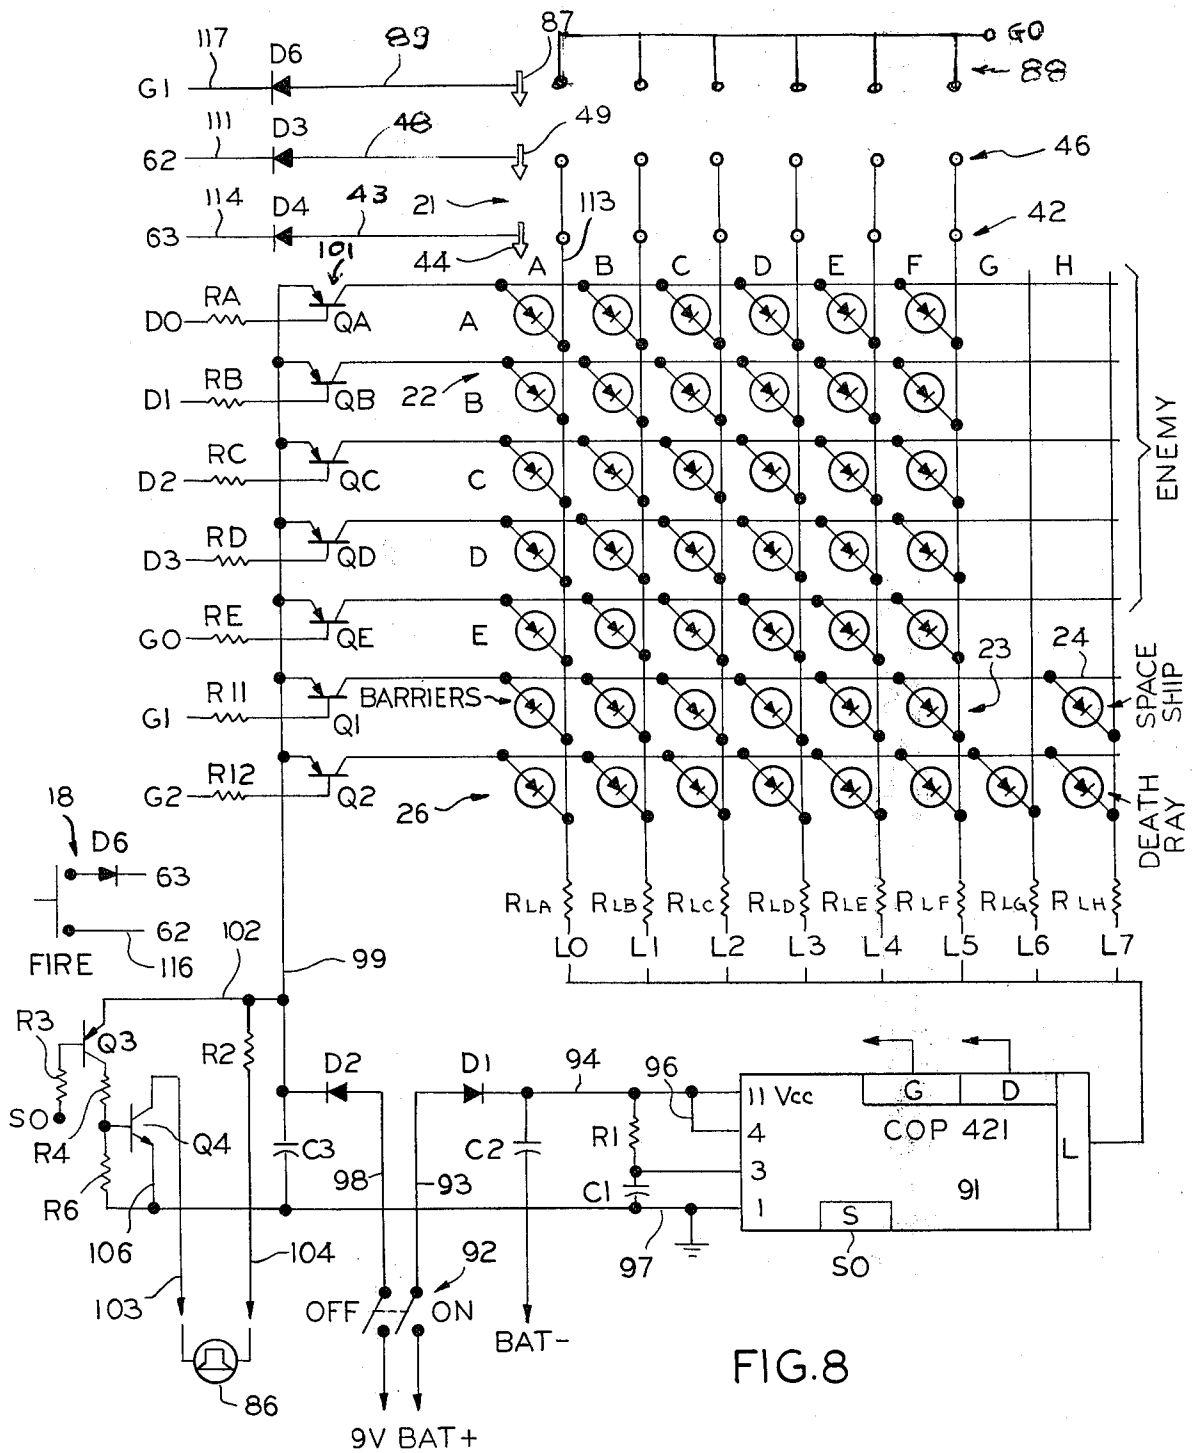 87
117 D6 89 GO
G1 88
111 D3 48 49
62 46
114 D4 43 21 113
63 42
101 44 A B C D E F G H
RA
DO QA A
RB
D1 QB 22 B
RC
D2 QC C
RD
D3 QD D
RE
GO QE E
ENEMY
R11 BARRIERS 23 24
G1 Q1
SPACE SHIP
R12
G2 Q2 26
DEATH RAY
18 D6
63
62
FIRE 116 102 99
RLA RLB RLC RLD RLE RLF RLG RLH
L0 L1 L2 L3 L4 L5 L6 L7
R3 Q3 R2 D2 D1 94 96
11 Vcc G D
SO R4 Q4 C3 C2 R1 4 COP 421 L
98 93 3 91
R6 C1 1 S
106 104 92 97 SO
103 OFF ON
BAT-
86
9V BAT+
FIG.8